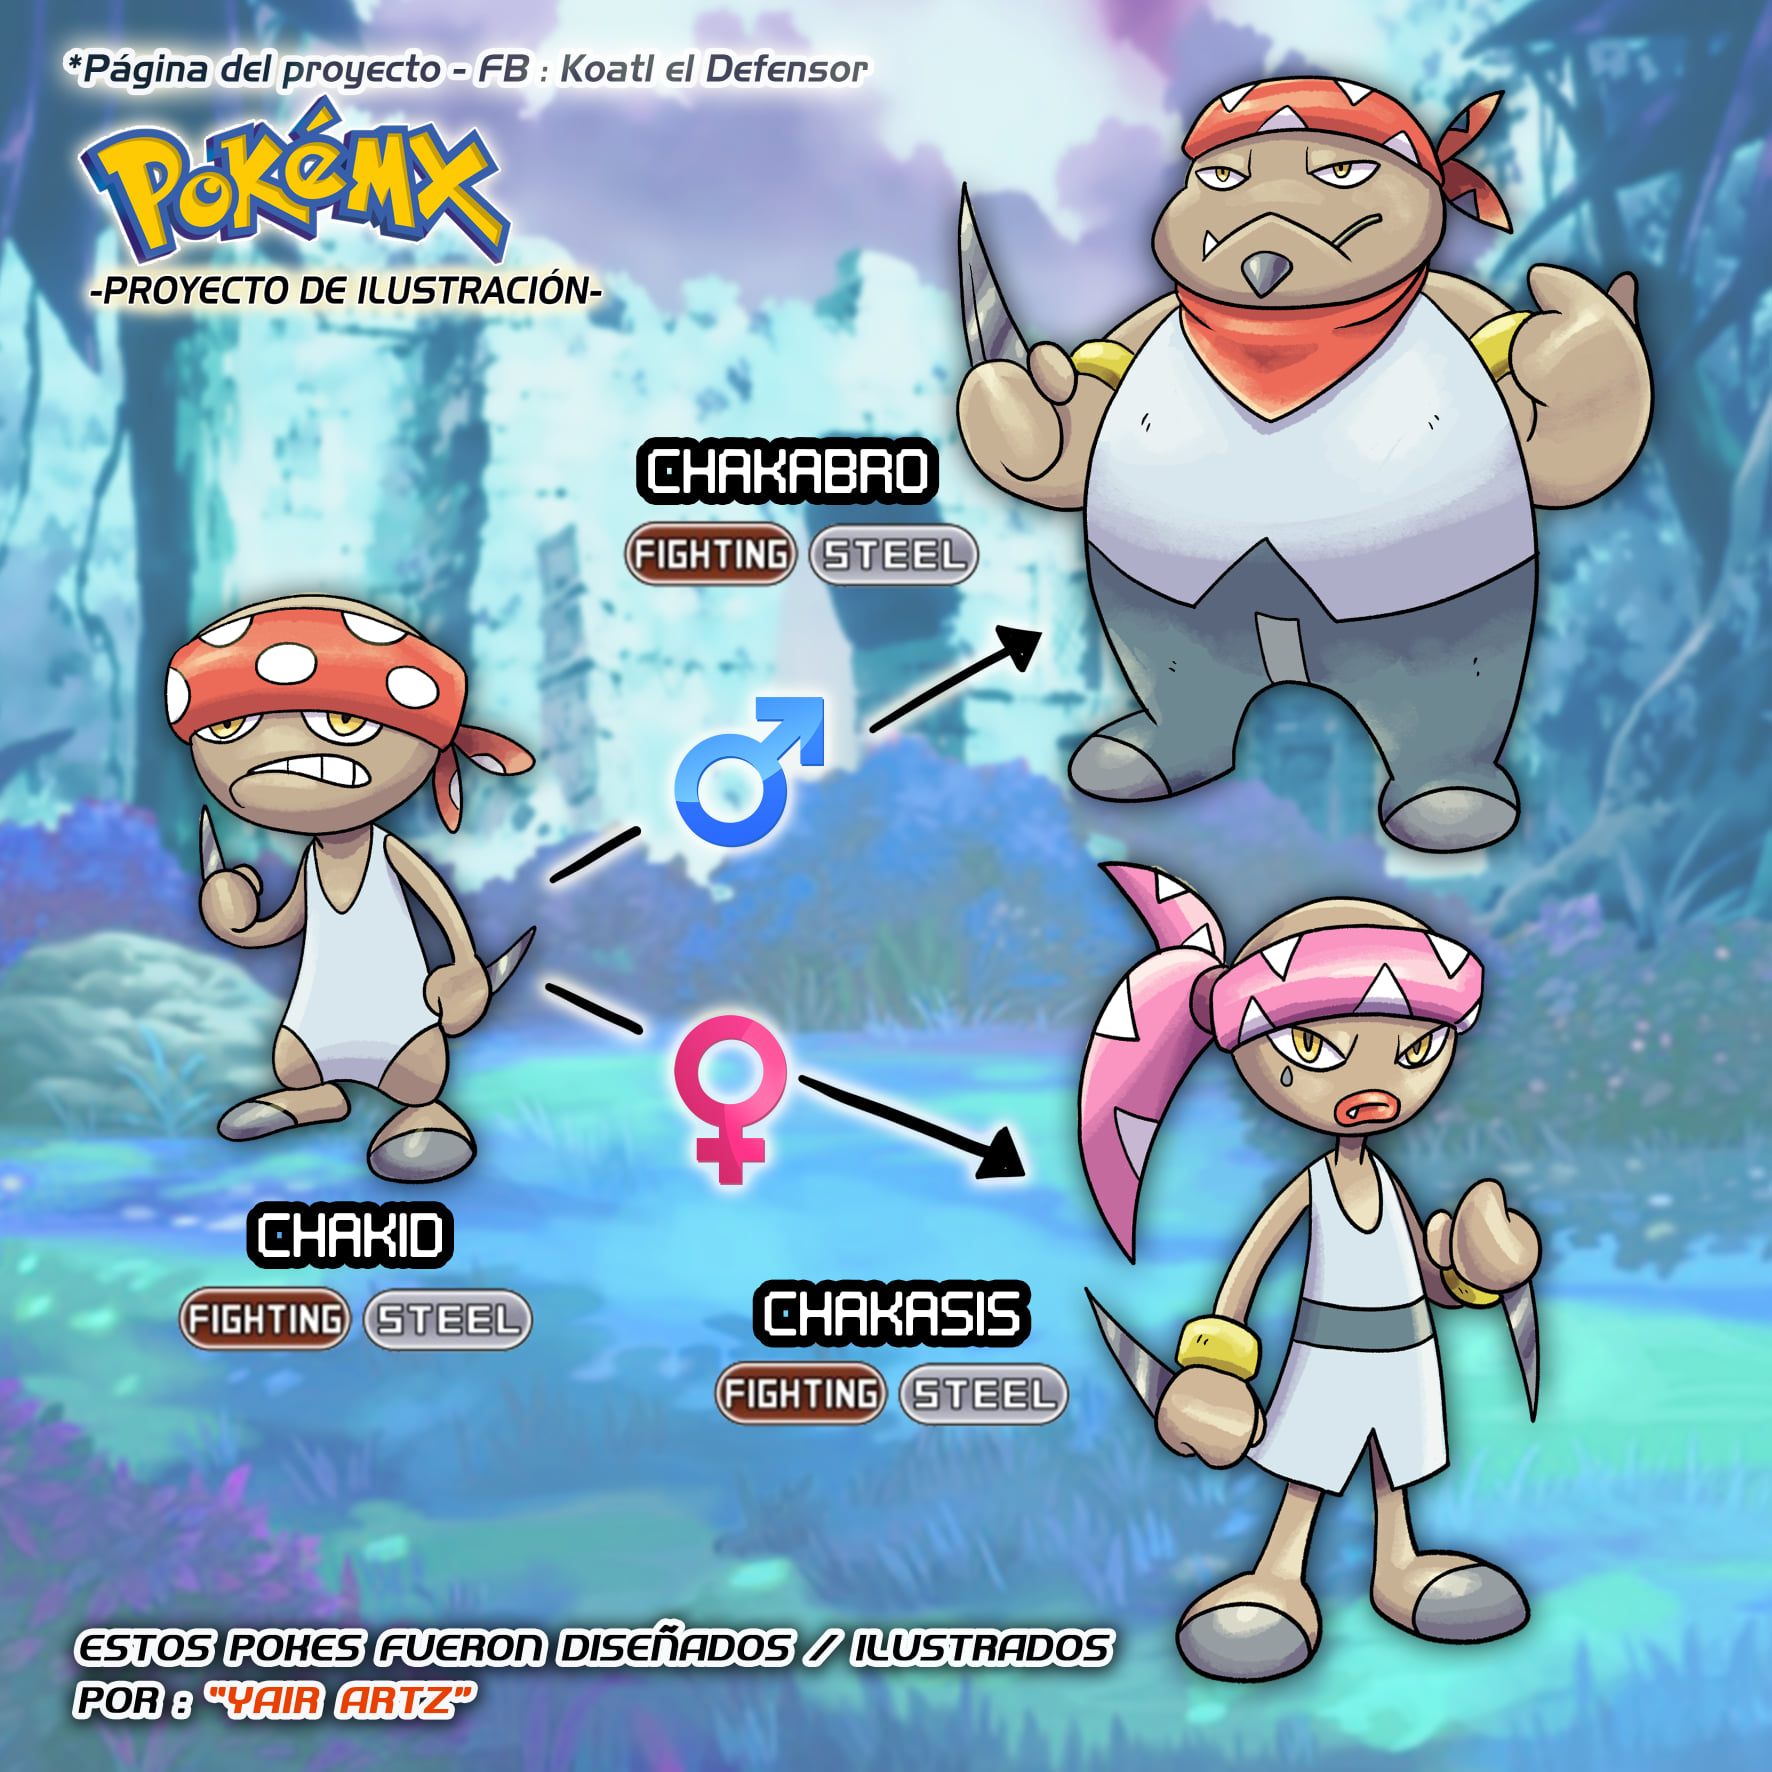 *Página del proyecto - FB : Koatl el Defensor
POKéMX
-PROYECTO DE ILUSTRACIÓN-
CHAKABRO
FIGHTING STEEL
CHAKID
FIGHTING STEEL
CHAKASIS
FIGHTING STEEL
ESTOS POKES FUERON DISEÑADOS / ILUSTRADOS
POR : "YAIR ARTZ"